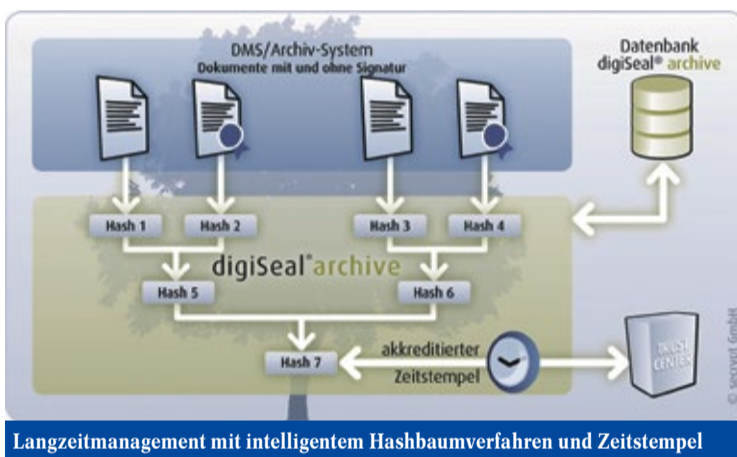 DMS/Archiv-System
Dokumente mit und ohne Signatur
Datenbank
digiSeal® archive
Hash 1
Hash 2
Hash 3
Hash 4
digiSeal®archive
Hash 5
Hash 6
Hash 7
akkreditierter
Zeitstempel
TRUST
CENTER
© secrypt GmbH
Langzeitmanagement mit intelligentem Hashbaumverfahren und Zeitstempel